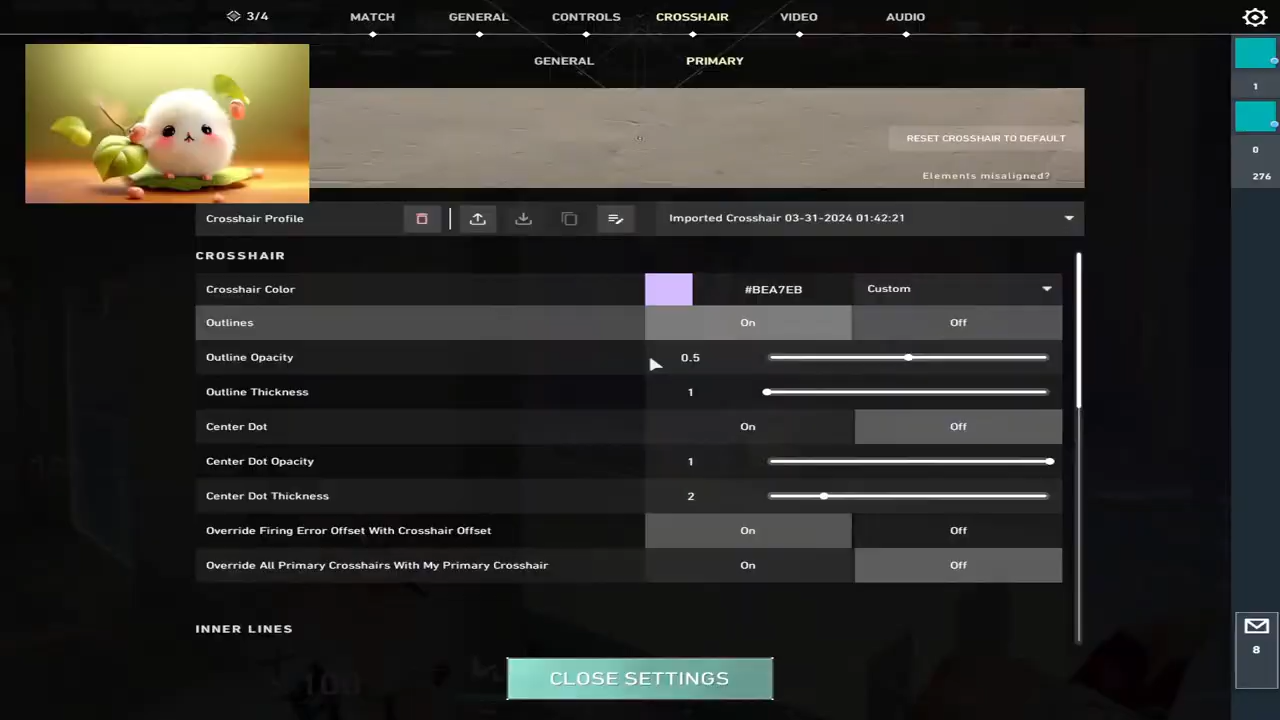 3/4
MATCH
GENERAL
CONTROLS
CROSSHAIR
VIDEO
AUDIO
GENERAL
PRIMARY
RESET CROSSHAIR TO DEFAULT
Elements misaligned?
Crosshair Profile
Imported Crosshair 03-31-2024 01:42:21
CROSSHAIR
Crosshair Color #BEA7EB Custom
Outlines On Off
Outline Opacity 0.5
Outline Thickness 1
Center Dot On Off
Center Dot Opacity 1
Center Dot Thickness 2
Override Firing Error Offset With Crosshair Offset On Off
Override All Primary Crosshairs With My Primary Crosshair On Off
INNER LINES
CLOSE SETTINGS
1
0
276
8